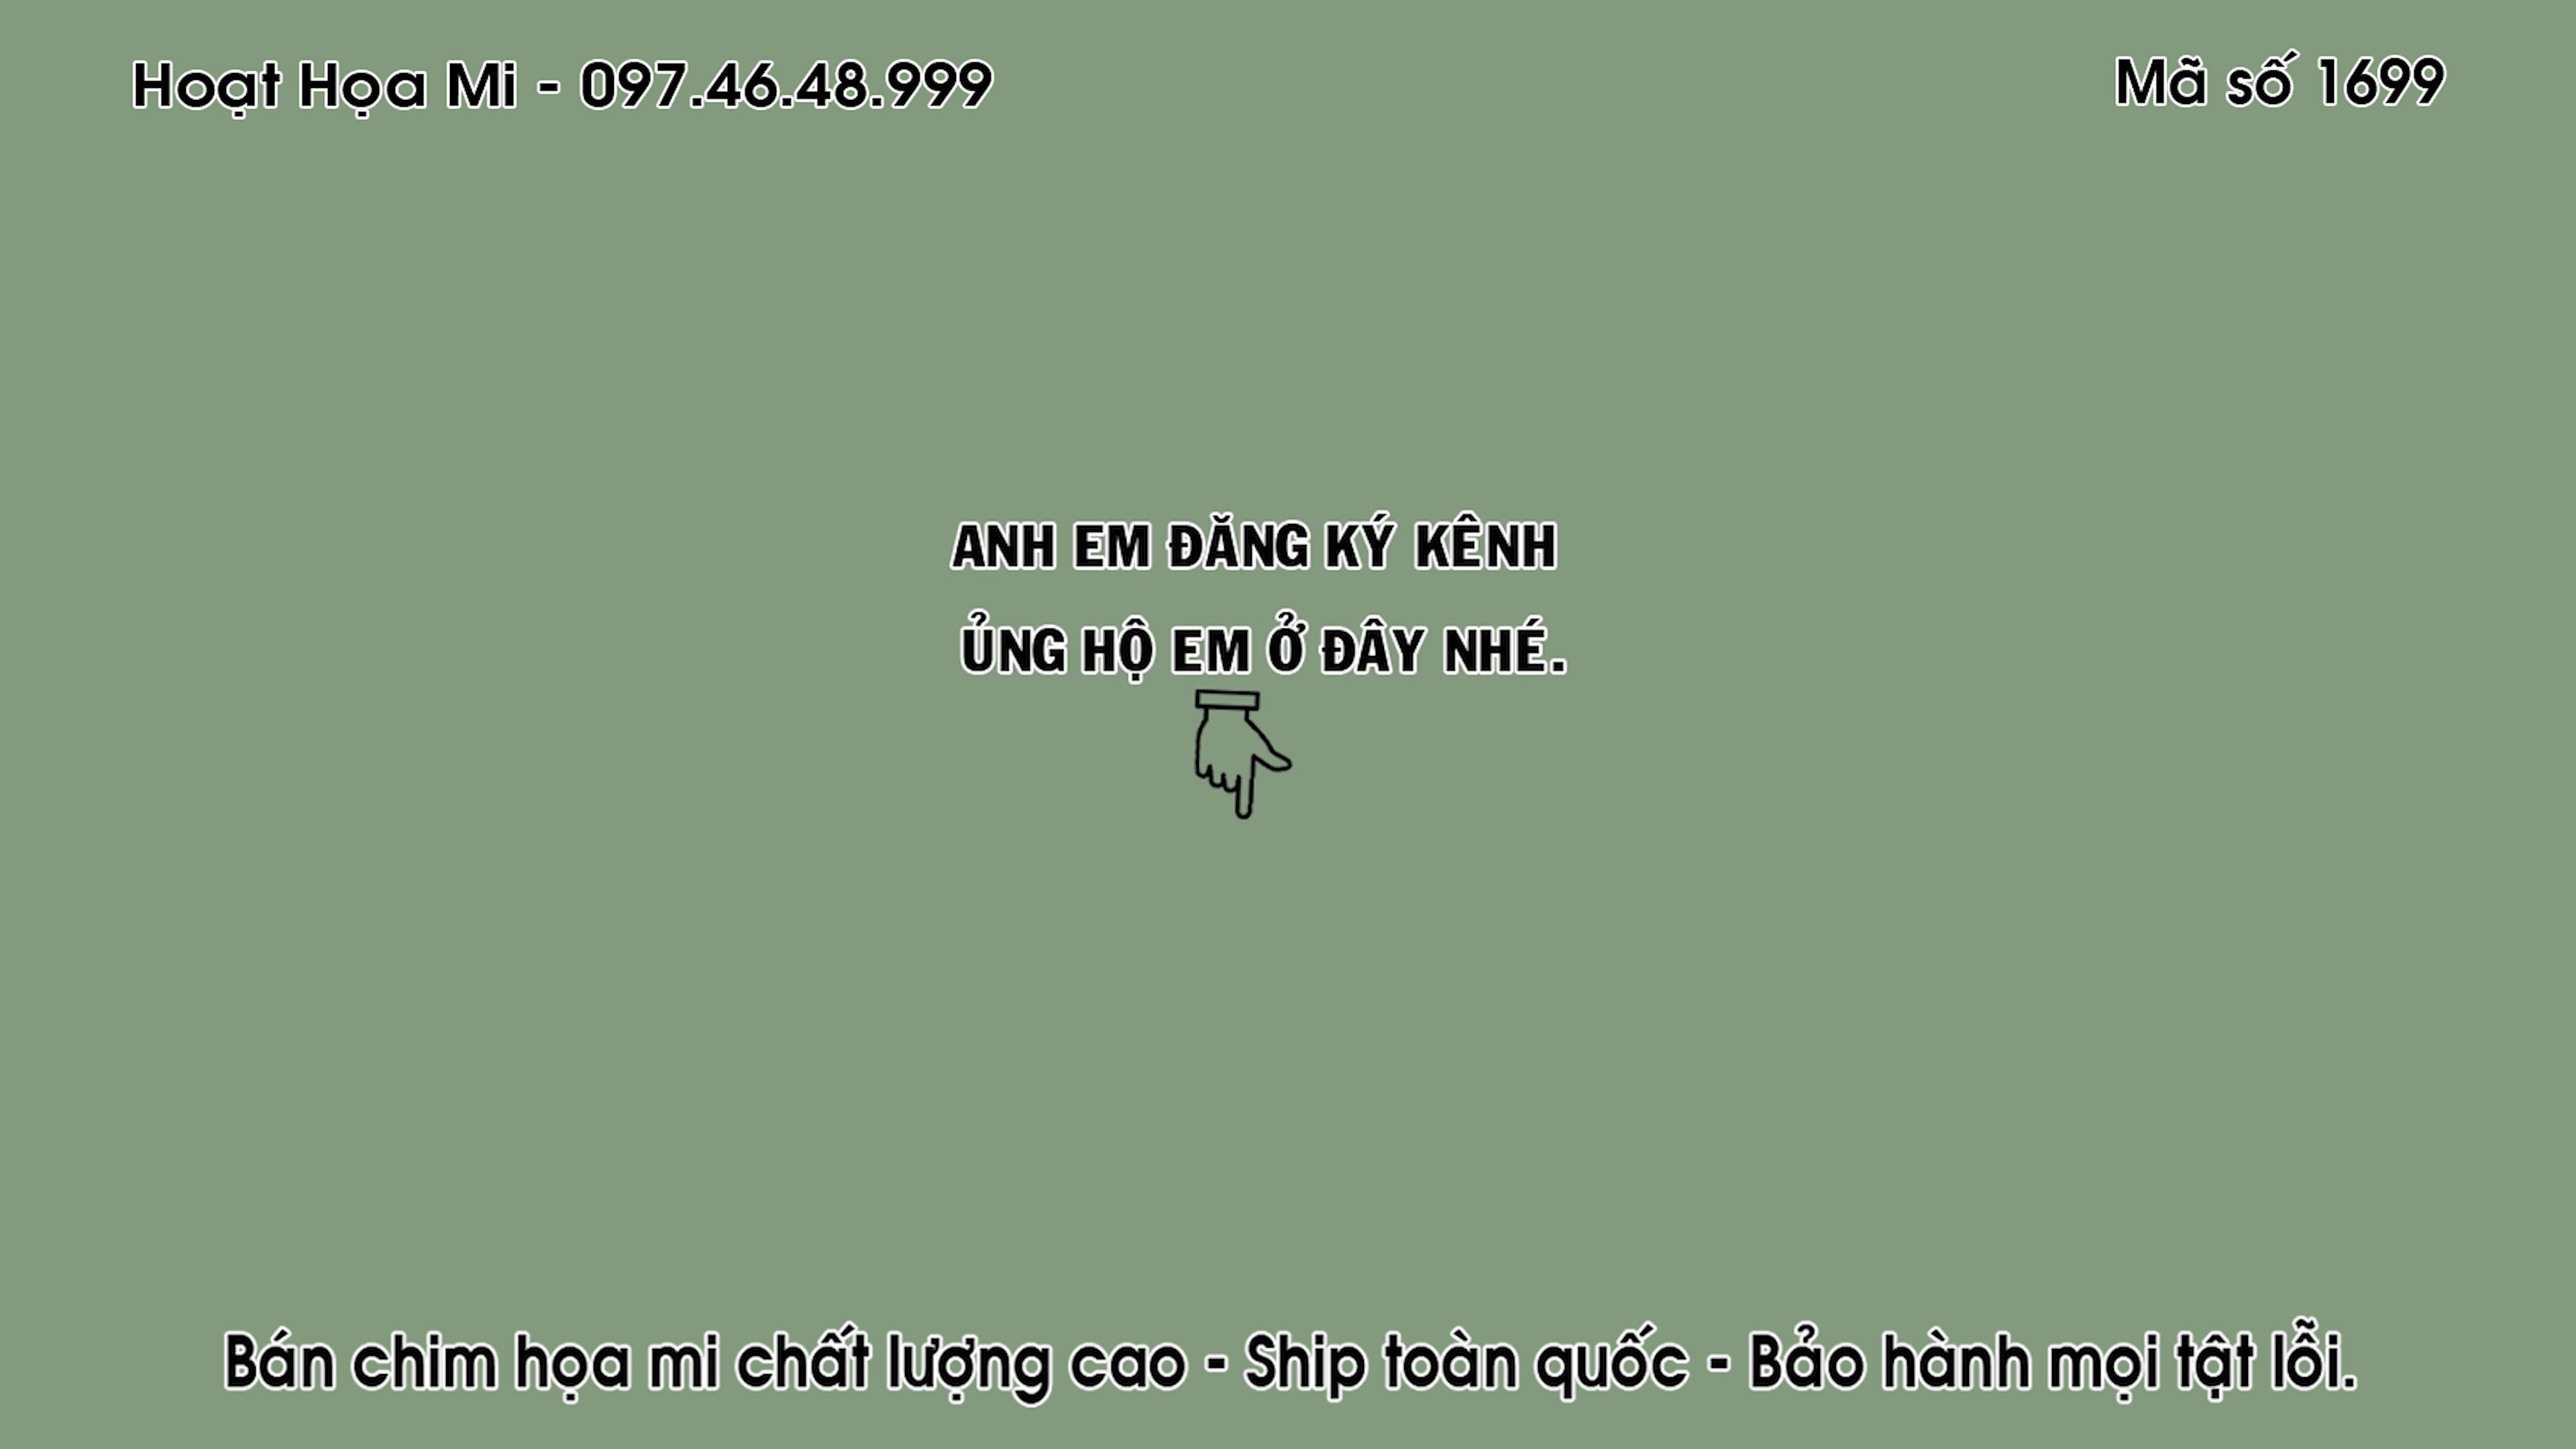 Hoạt Họa Mi - 097.46.48.999
Mã số 1699
ANH EM ĐĂNG KÝ KÊNH
ỦNG HỘ EM Ở ĐÂY NHÉ.
Bán chim họa mi chất lượng cao - Ship toàn quốc - Bảo hành mọi tật lỗi.